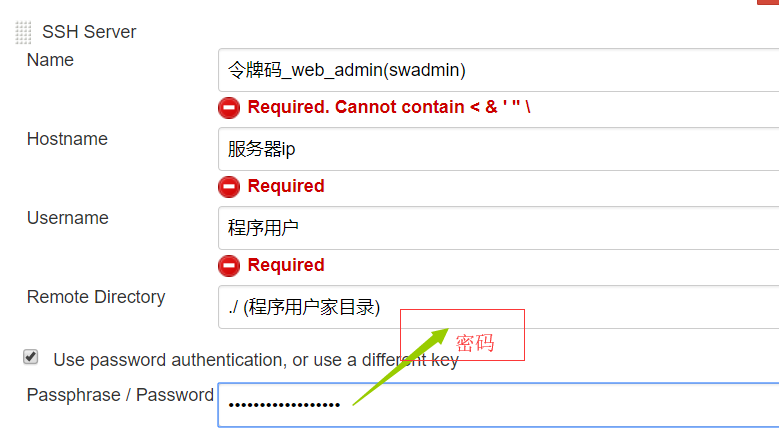 SSH Server
Name
令牌码_web_admin(swadmin)
Required. Cannot contain < & ' " \
Hostname
服务器ip
Required
Username
程序用户
Required
Remote Directory
./ (程序用户家目录)
密码
Use password authentication, or use a different key
Passphrase / Password
••••••••••••••••••